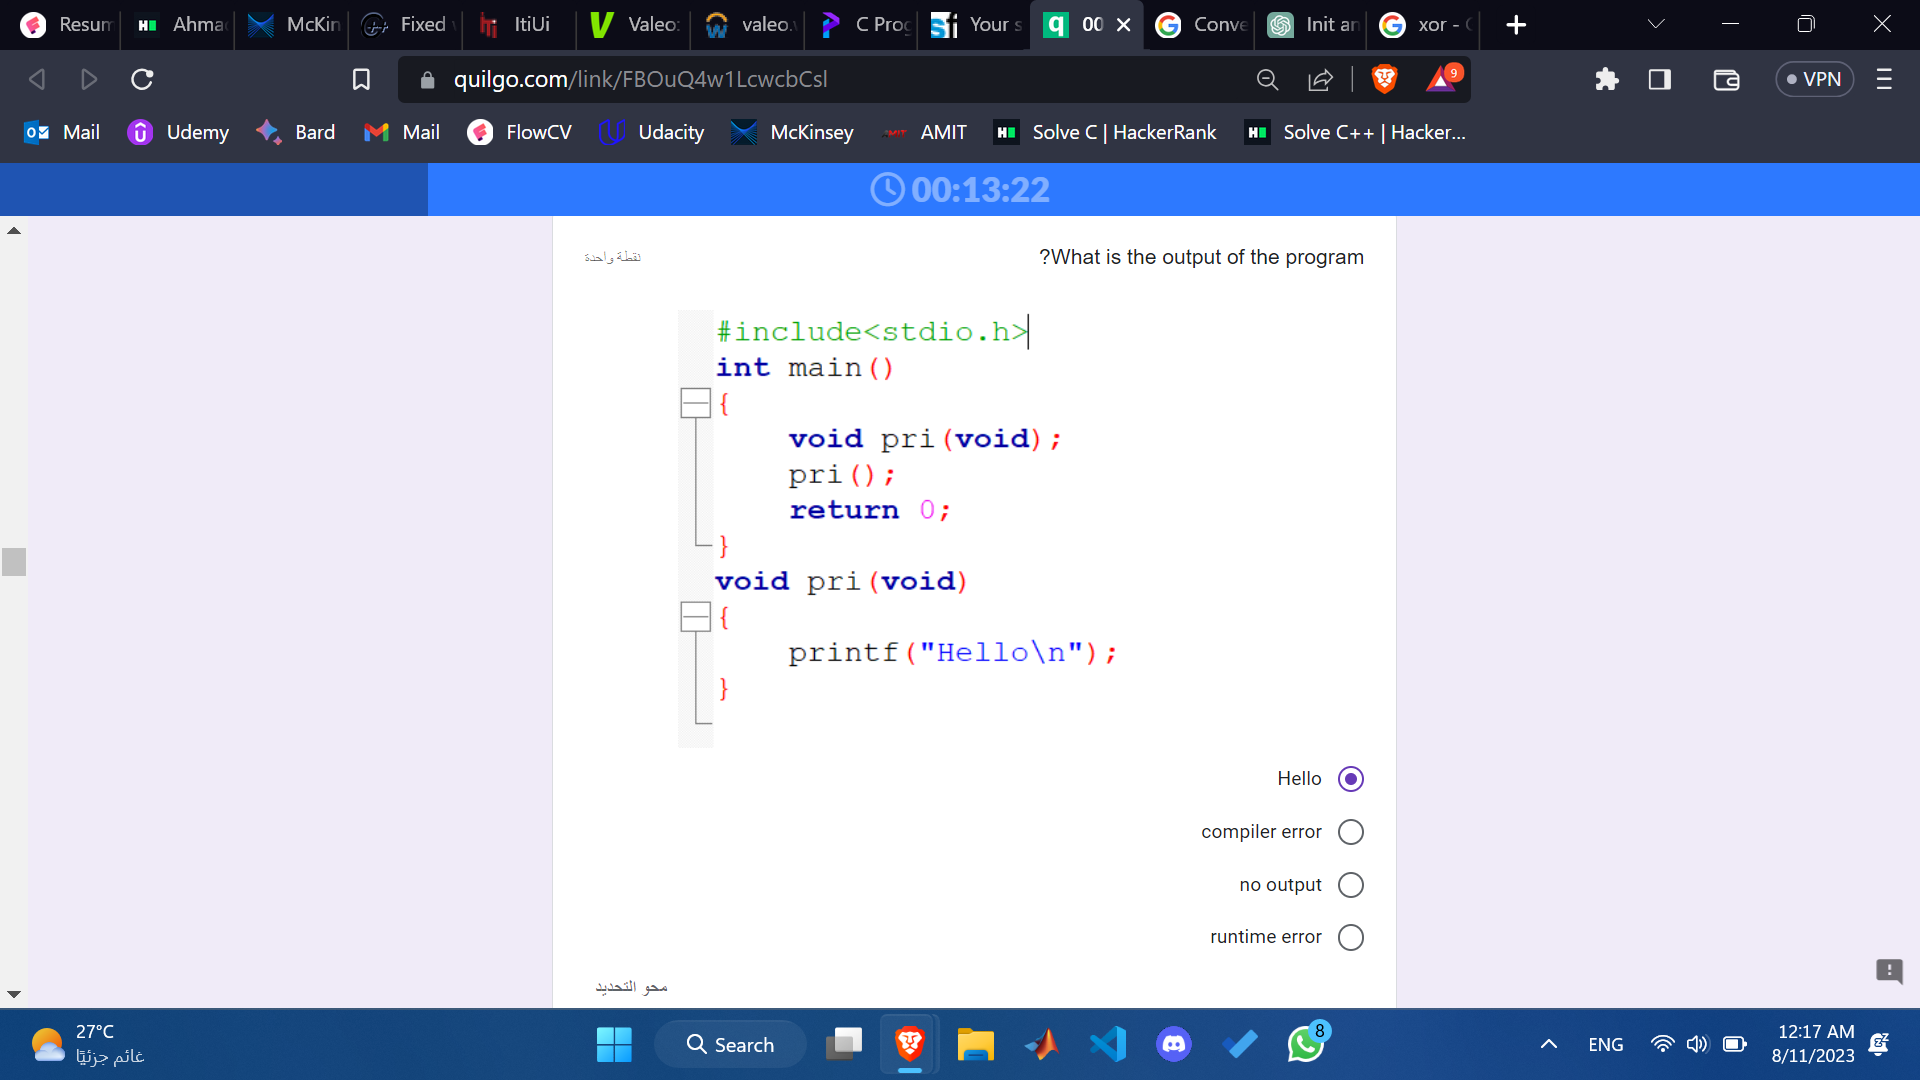 Resum
Ahma
McKin
Fixed
ItiUi
Valeo:
valeo.
C Prog
Your s
00
Conve
Init an
xor -
quilgo.com/link/FBOuQ4w1LcwcbCsl
9
VPN
Mail
Udemy
Bard
Mail
FlowCV
Udacity
McKinsey
AMIT
Solve C | HackerRank
Solve C++ | Hacker...
00:13:22
?What is the output of the program
نقطة واحدة
#include<stdio.h>
int main()
{
void pri(void);
pri();
return 0;
}
void pri(void)
{
printf("Hello\n");
}
Hello
compiler error
no output
runtime error
محو التحديد
27°C
غائم جزئيًا
Search
8
ENG
12:17 AM
8/11/2023